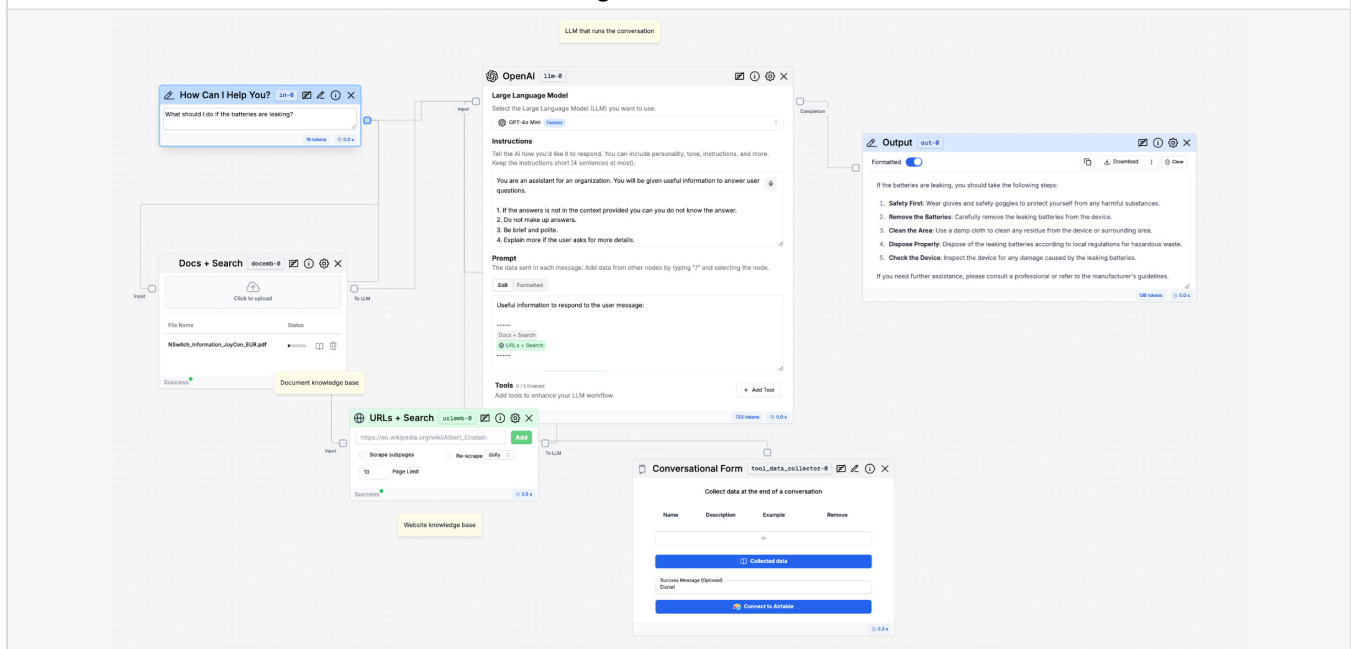 LLM that runs the conversation
How Can I Help You? in-0
What should I do if the batteries are leaking?
16 tokens 0.0 s
OpenAI llm-0
Input
Large Language Model
Select the Large Language Model (LLM) you want to use.
GPT-4o Mini Fastest
Instructions
Tell the AI how you'd like it to respond. You can include personality, tone, instructions, and more.
Keep the instructions short (4 sentences at most).
You are an assistant for an organization. You will be given useful information to answer user
questions.
1. If the answers is not in the context provided you can you do not know the answer.
2. Do not make up answers.
3. Be brief and polite.
4. Explain more if the user asks for more details.
Prompt
The data sent in each message. Add data from other nodes by typing "/" and selecting the node.
Edit Formatted
Useful information to respond to the user message:
-----
Docs + Search
URLs + Search
-----
Tools 0 / 5 Enabled
Add tools to enhance your LLM workflow.
+ Add Tool
733 tokens 5.0 s
Completion
Output out-0
Formatted
Download Clear
If the batteries are leaking, you should take the following steps:
1. Safety First: Wear gloves and safety goggles to protect yourself from any harmful substances.
2. Remove the Batteries: Carefully remove the leaking batteries from the device.
3. Clean the Area: Use a damp cloth to clean any residue from the device or surrounding area.
4. Dispose Properly: Dispose of the leaking batteries according to local regulations for hazardous waste.
5. Check the Device: Inspect the device for any damage caused by the leaking batteries.
If you need further assistance, please consult a professional or refer to the manufacturer's guidelines.
138 tokens 0.0 s
Docs + Search docemb-0
Input
To LLM
Click to upload
File Name Status
NSwitch_Information_JoyCon_EUR.pdf
Success
Document knowledge base
URLs + Search urlemb-0
Input
To LLM
https://en.wikipedia.org/wiki/Albert_Einstein Add
Scrape subpages Re-scrape daily
10 Page Limit
Success
Website knowledge base
Conversational Form tool_data_collector-0
Collect data at the end of a conversation
Name Description Example Remove
+
Collected data
Success Message (Optional)
Done!
Connect to Airtable
0.3 s